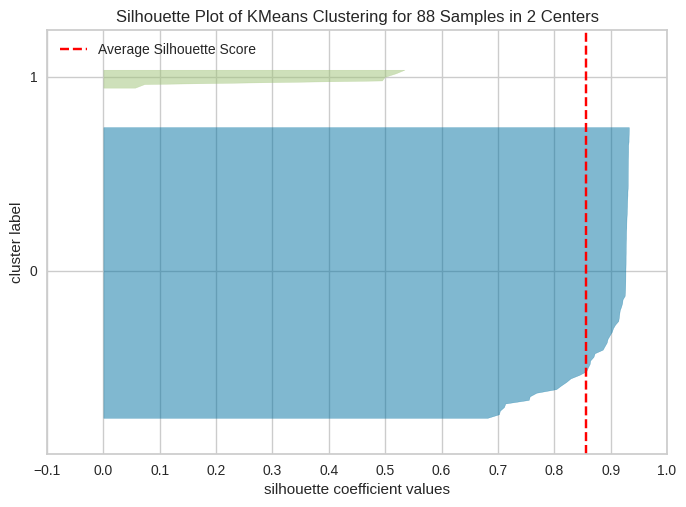 Silhouette Plot of KMeans Clustering for 88 Samples in 2 Centers
Average Silhouette Score
1
0
cluster label
−0.1 0.0 0.1 0.2 0.3 0.4 0.5 0.6 0.7 0.8 0.9 1.0
silhouette coefficient values